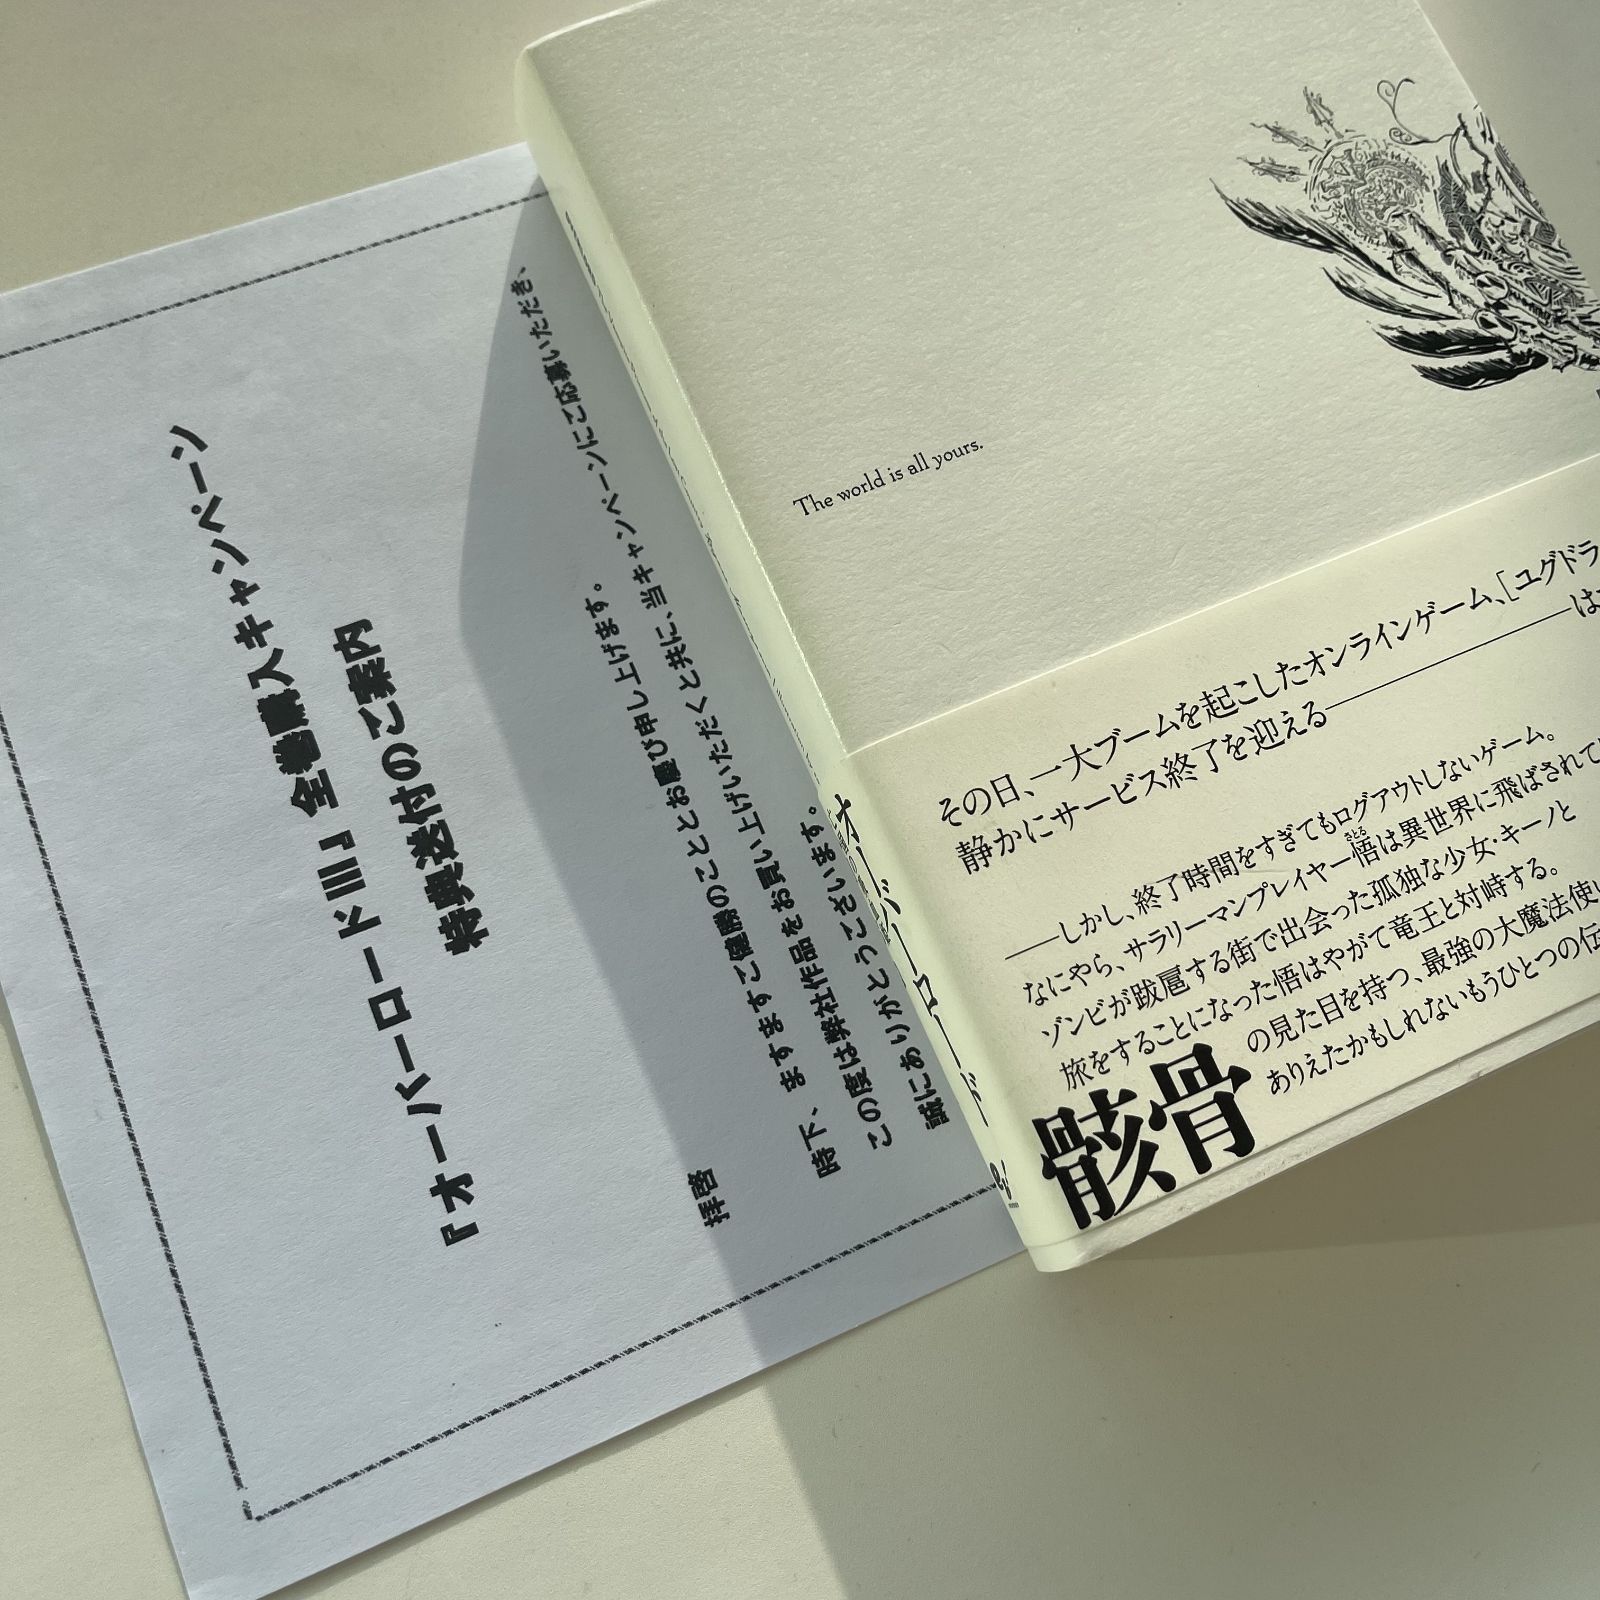 『オーバーロードⅢ』全巻購入キャンペーン
特典送付のご案内
拝啓
時下、ますますご健勝のこととお慶び申し上げます。
この度は弊社作品をお買い上げいただくと共に、当キャンペーンにご応募いただき、
誠にありがとうございます。
The world is all yours.
その日、一大ブームを起こしたオンラインゲーム、[ユグドラ
静かにサービス終了を迎える――――は
――しかし、終了時間をすぎてもログアウトしないゲーム。
なにやら、サラリーマンプレイヤー悟は異世界に飛ばされて
さとる
ゾンビが跋扈する街で出会った孤独な少女・キーノと
旅をすることになった悟はやがて竜王と対峙する。
骸骨の見た目を持つ、最強の大魔法使い
ありえたかもしれないもうひとつの伝
オーバーロード